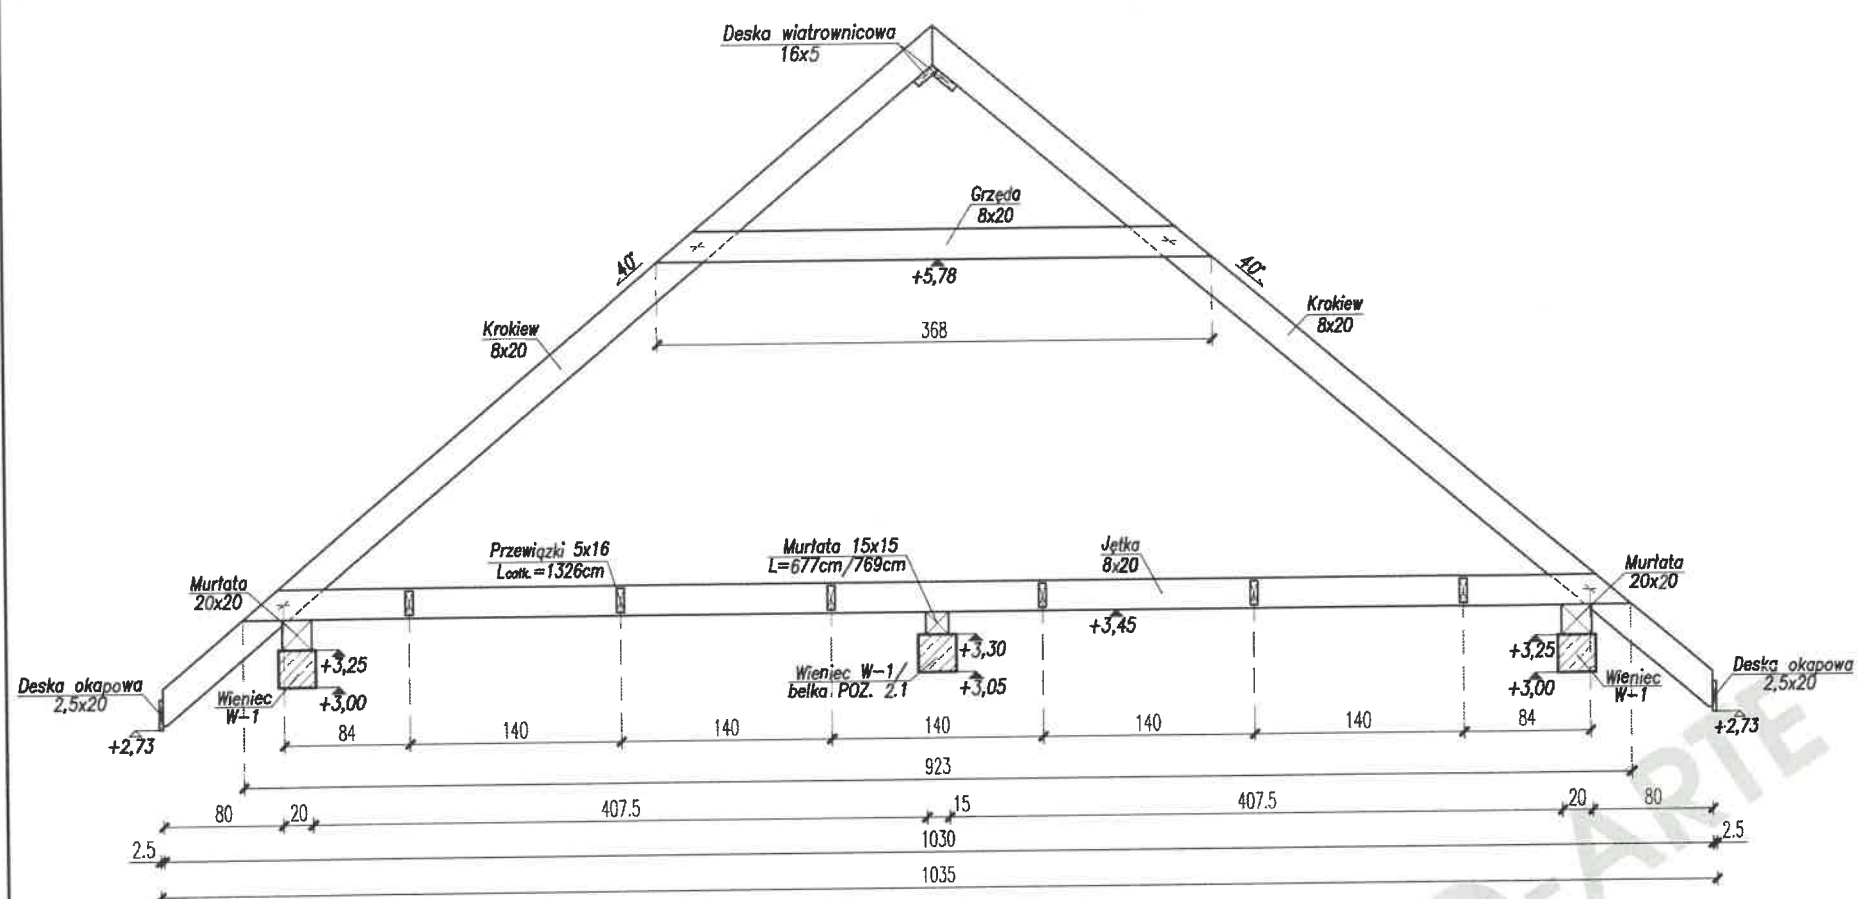 Deska wiatrownicowa
16x5
Grzęda
8x20
40°
40°
+5,78
Krokiew
8x20
Krokiew
8x20
368
Przewiązki 5x16
Lcałk.=1326cm
Murłata 15x15
L=677cm/769cm
Jętka
8x20
Murłata
20x20
Murłata
20x20
+3,45
+3,25
+3,30
+3,25
Wieniec W-1/
belka POZ. 2.1
+3,05
Deska okapowa
2,5x20
Wieniec
W-1
+3,00
+3,00
Wieniec
W-1
Deska okapowa
2,5x20
+2,73
+2,73
84
140
140
140
140
140
84
923
80
20
407.5
15
407.5
20
80
2.5
1030
2.5
1035
-ARTE